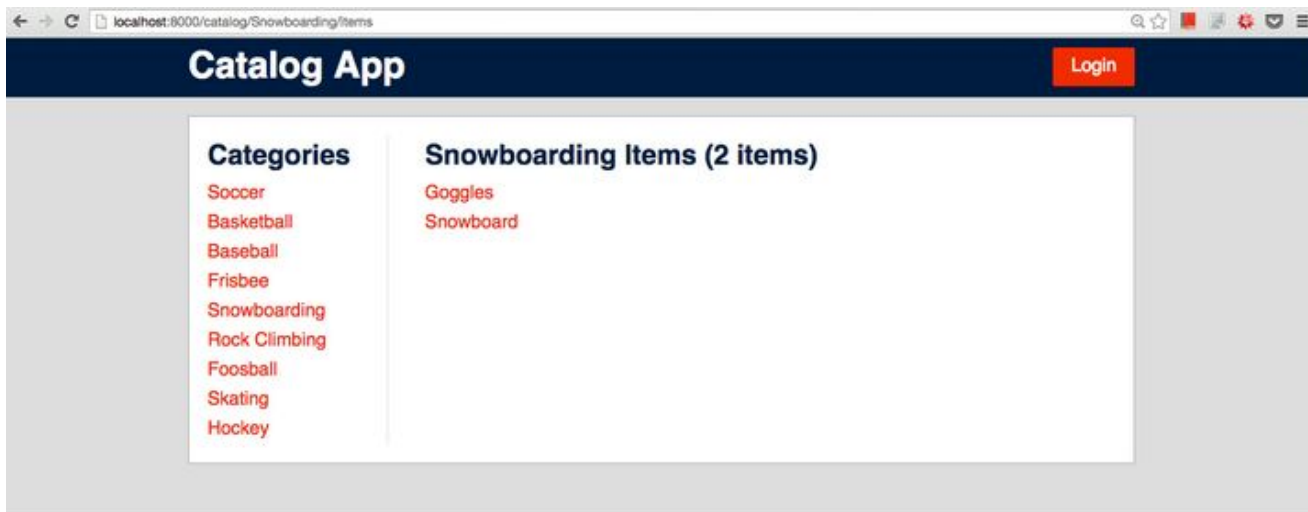 localhost:8000/catalog/Snowboarding/items
Catalog App
Login
Categories
Soccer
Basketball
Baseball
Frisbee
Snowboarding
Rock Climbing
Foosball
Skating
Hockey
Snowboarding Items (2 items)
Goggles
Snowboard